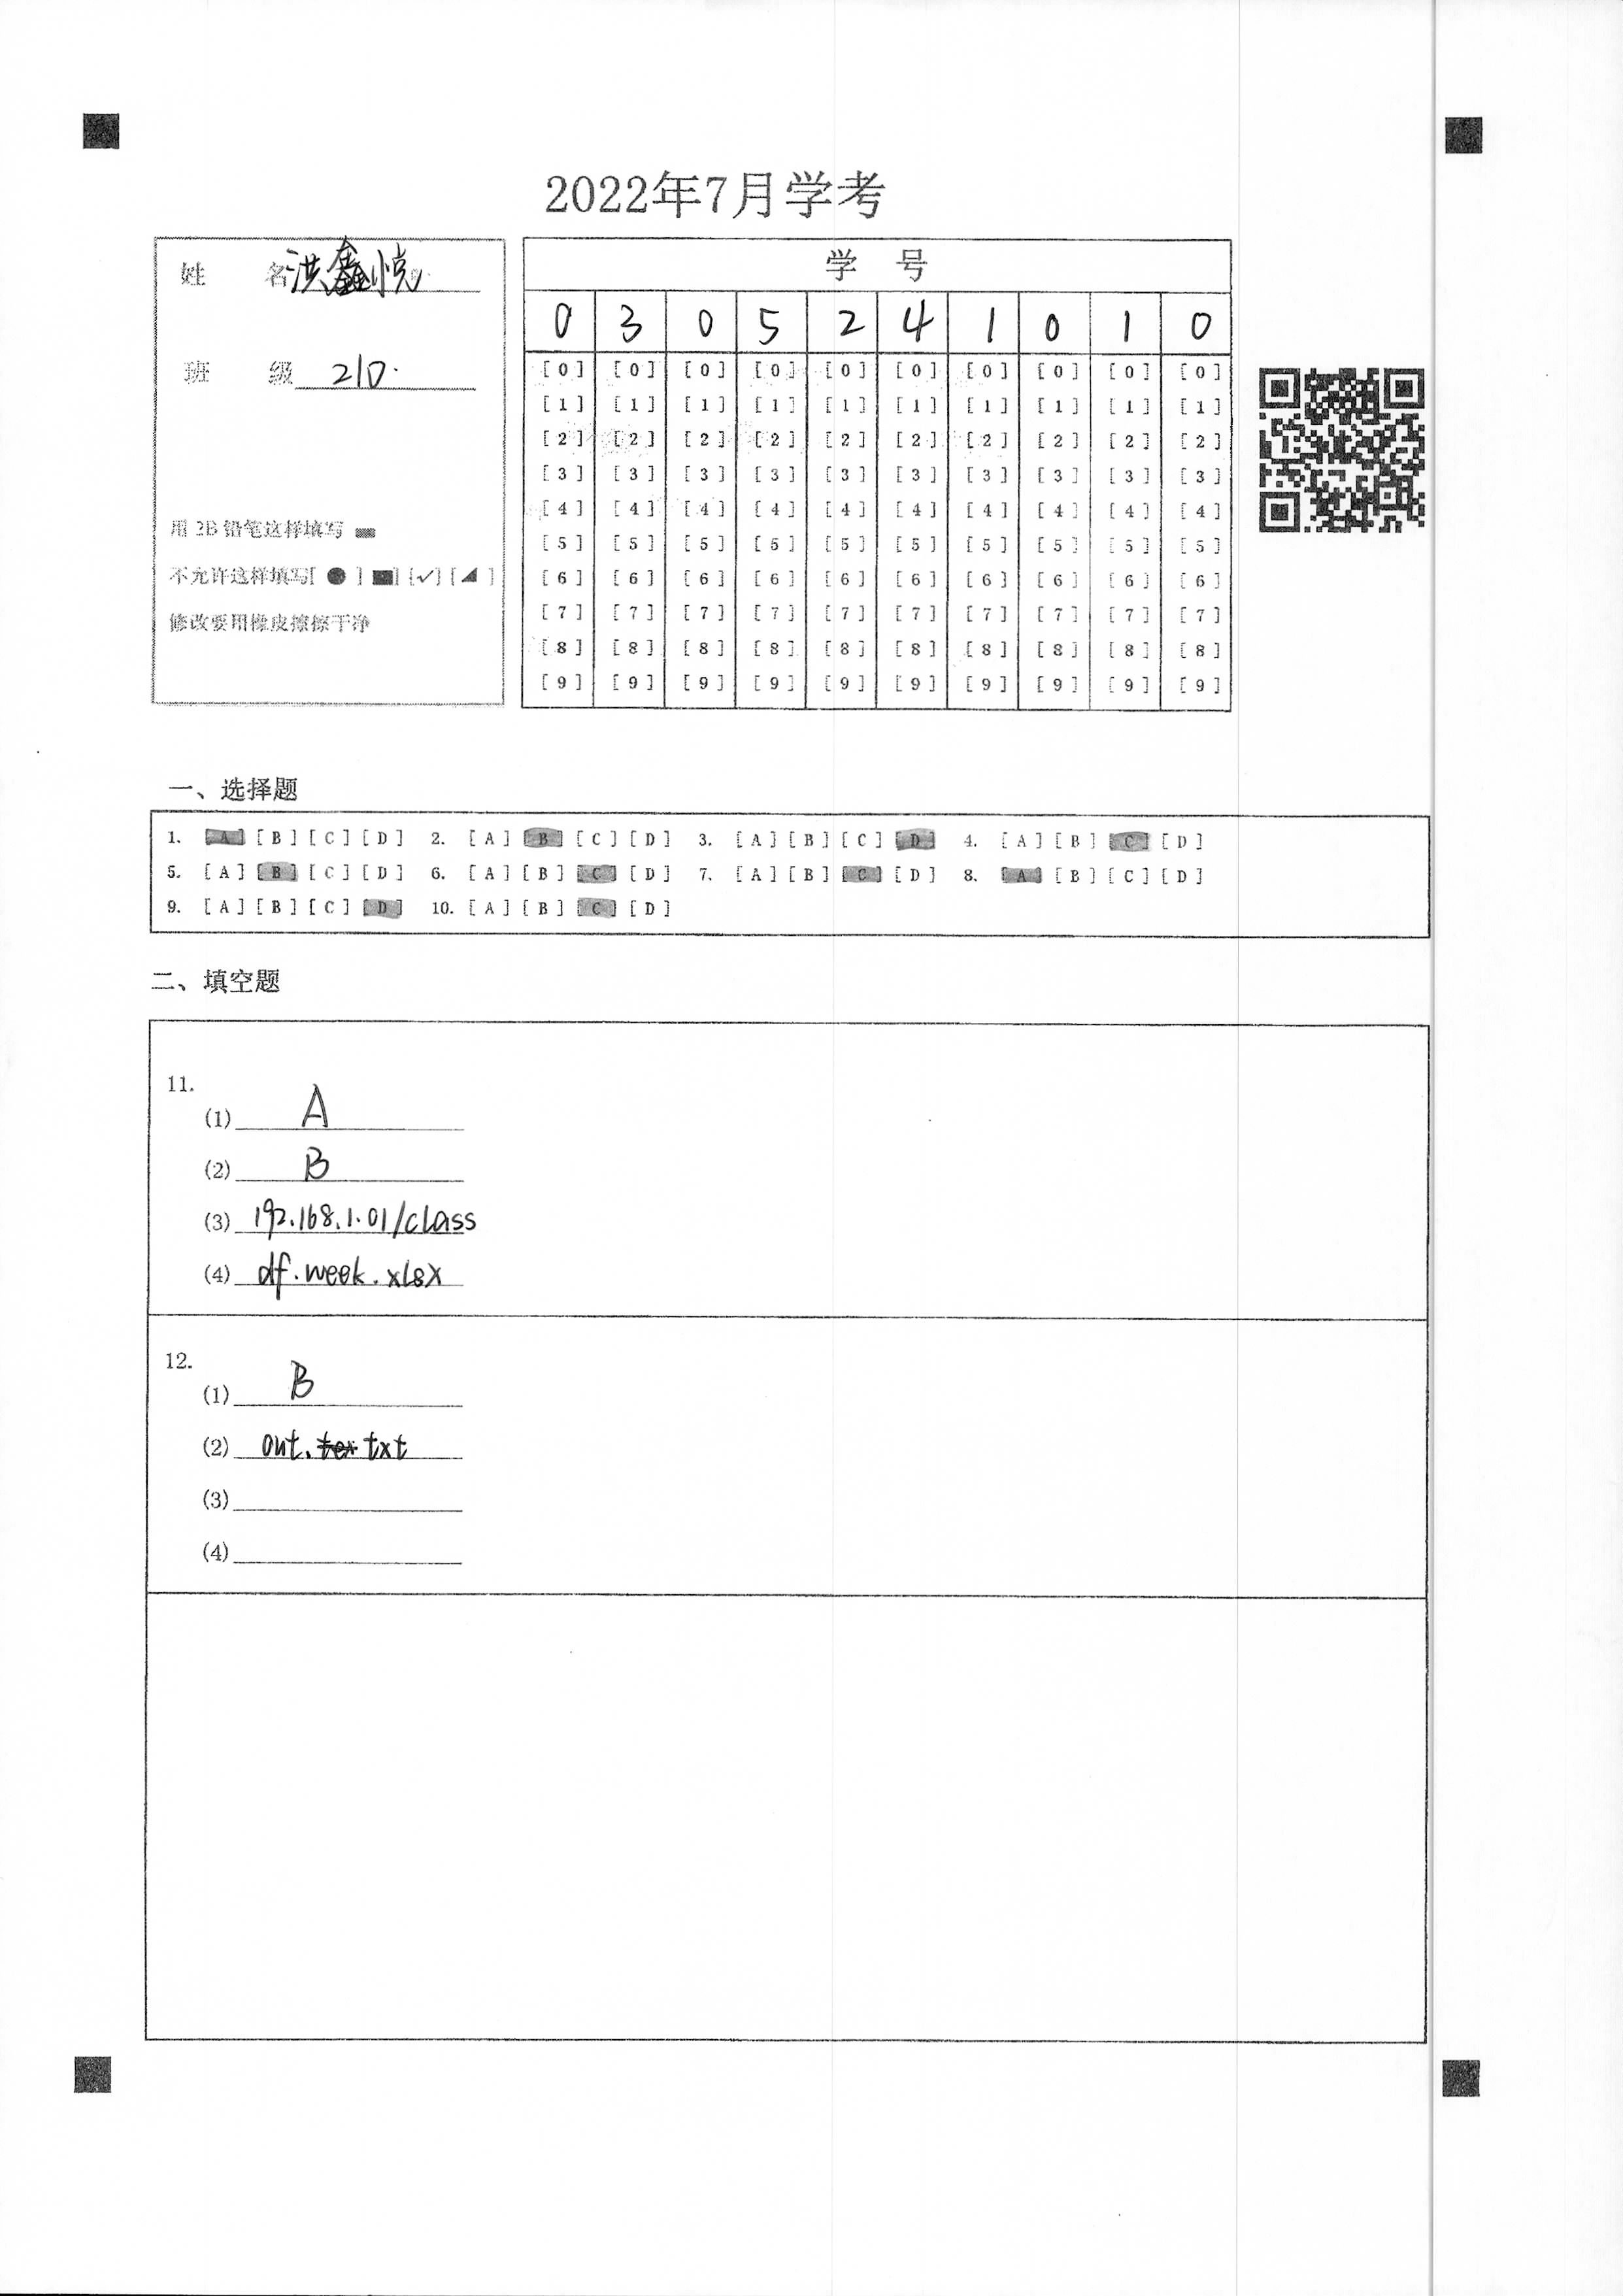 2022年7月学考
姓 名 洪鑫悦
班 级 210.
用2B铅笔这样填写
不允许这样填写[ ● ] [■] [✓] [◢ ]
修改要用橡皮擦擦干净
学 号
0 3 0 5 2 4 1 0 1 0
[0] [0] [0] [0] [0] [0] [0] [0] [0] [0]
[1] [1] [1] [1] [1] [1] [1] [1] [1] [1]
[2] [2] [2] [2] [2] [2] [2] [2] [2] [2]
[3] [3] [3] [3] [3] [3] [3] [3] [3] [3]
[4] [4] [4] [4] [4] [4] [4] [4] [4] [4]
[5] [5] [5] [5] [5] [5] [5] [5] [5] [5]
[6] [6] [6] [6] [6] [6] [6] [6] [6] [6]
[7] [7] [7] [7] [7] [7] [7] [7] [7] [7]
[8] [8] [8] [8] [8] [8] [8] [8] [8] [8]
[9] [9] [9] [9] [9] [9] [9] [9] [9] [9]
一、选择题
1. [A] [B] [C] [D] 2. [A] [B] [C] [D] 3. [A] [B] [C] [D] 4. [A] [B] [C] [D]
5. [A] [B] [C] [D] 6. [A] [B] [C] [D] 7. [A] [B] [C] [D] 8. [A] [B] [C] [D]
9. [A] [B] [C] [D] 10. [A] [B] [C] [D]
二、填空题
11.
(1) A
(2) B
(3) 192.168.1.01/class
(4) df.week.xlsx
12.
(1) B
(2) out.txt
(3)
(4)